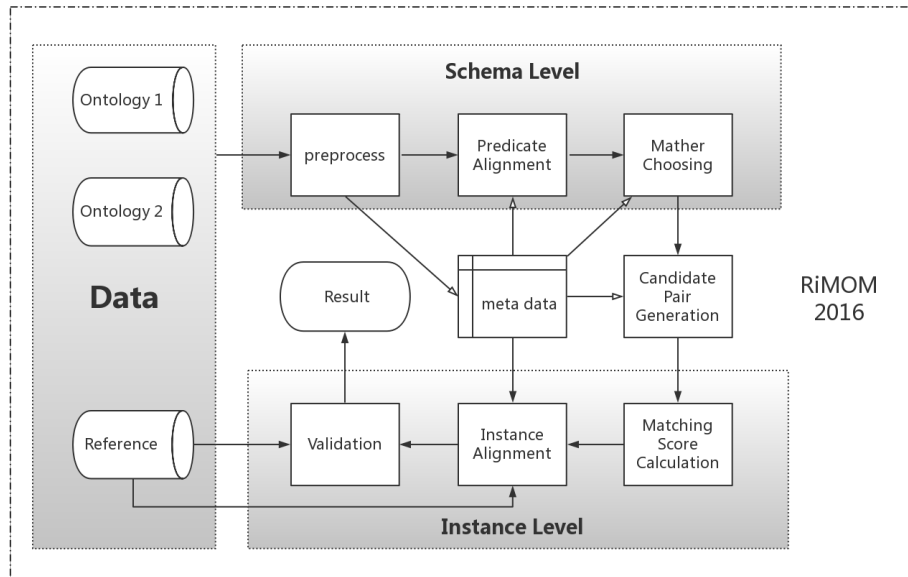 Schema Level
Ontology 1
preprocess
Predicate
Alignment
Mather
Choosing
Ontology 2
Data
Result
meta data
Candidate
Pair
Generation
RiMOM
2016
Reference
Validation
Instance
Alignment
Matching
Score
Calculation
Instance Level